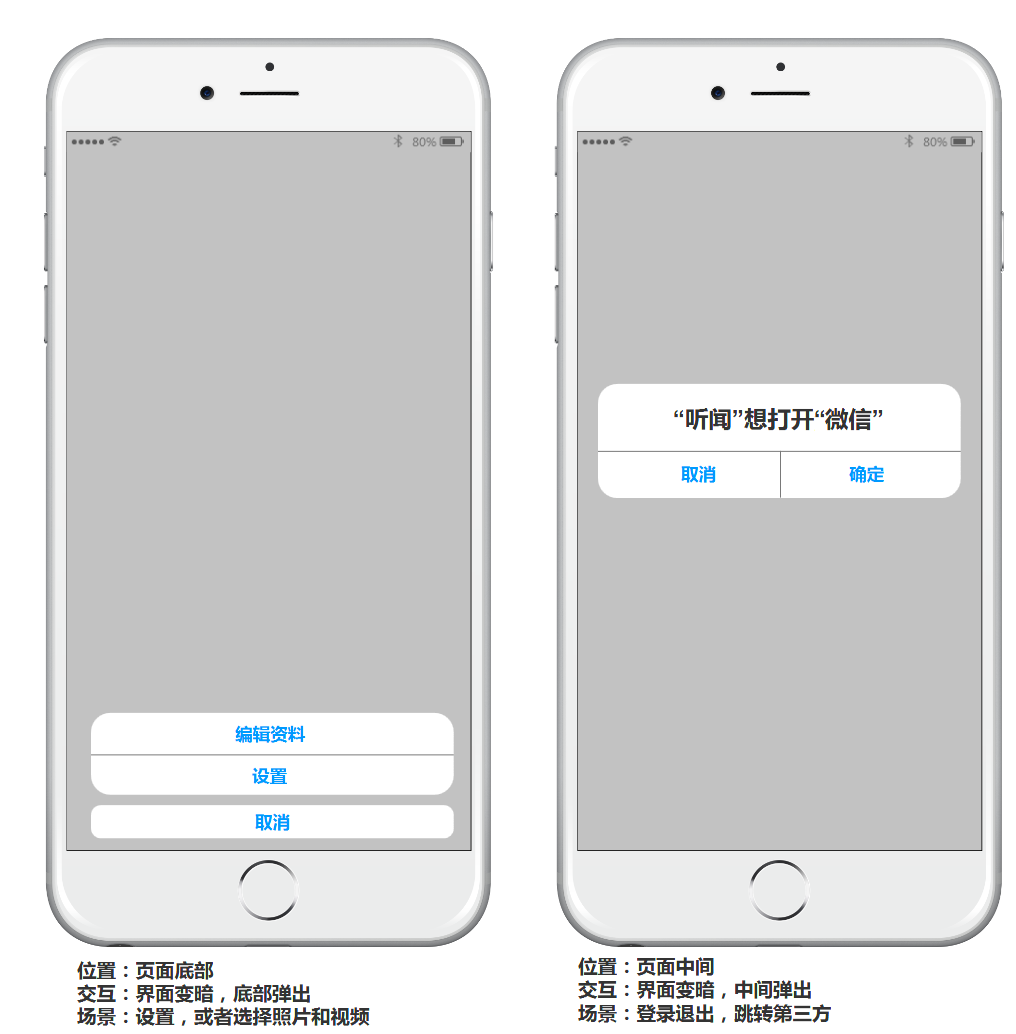 80%
编辑资料
设置
取消
位置：页面底部
交互：界面变暗，底部弹出
场景：设置，或者选择照片和视频
80%
“听闻”想打开“微信”
取消
确定
位置：页面中间
交互：界面变暗，中间弹出
场景：登录退出，跳转第三方